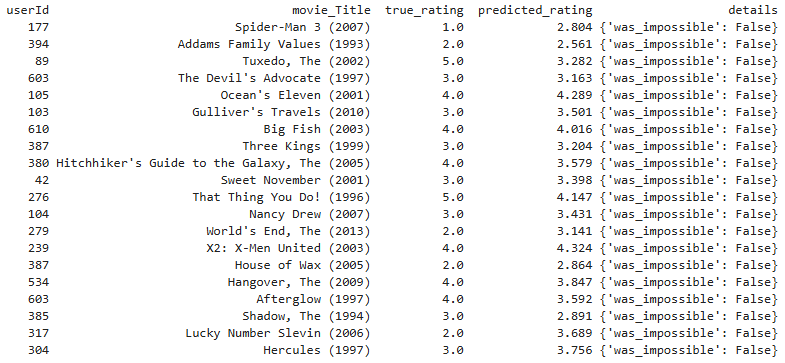 userId movie_Title true_rating predicted_rating details
177 Spider-Man 3 (2007) 1.0 2.804 {'was_impossible': False}
394 Addams Family Values (1993) 2.0 2.561 {'was_impossible': False}
89 Tuxedo, The (2002) 5.0 3.282 {'was_impossible': False}
603 The Devil's Advocate (1997) 3.0 3.163 {'was_impossible': False}
105 Ocean's Eleven (2001) 4.0 4.289 {'was_impossible': False}
103 Gulliver's Travels (2010) 3.0 3.501 {'was_impossible': False}
610 Big Fish (2003) 4.0 4.016 {'was_impossible': False}
387 Three Kings (1999) 3.0 3.204 {'was_impossible': False}
380 Hitchhiker's Guide to the Galaxy, The (2005) 4.0 3.579 {'was_impossible': False}
42 Sweet November (2001) 3.0 3.398 {'was_impossible': False}
276 That Thing You Do! (1996) 5.0 4.147 {'was_impossible': False}
104 Nancy Drew (2007) 3.0 3.431 {'was_impossible': False}
279 World's End, The (2013) 2.0 3.141 {'was_impossible': False}
239 X2: X-Men United (2003) 4.0 4.324 {'was_impossible': False}
387 House of Wax (2005) 2.0 2.864 {'was_impossible': False}
534 Hangover, The (2009) 4.0 3.847 {'was_impossible': False}
603 Afterglow (1997) 4.0 3.592 {'was_impossible': False}
385 Shadow, The (1994) 3.0 2.891 {'was_impossible': False}
317 Lucky Number Slevin (2006) 2.0 3.689 {'was_impossible': False}
304 Hercules (1997) 3.0 3.756 {'was_impossible': False}